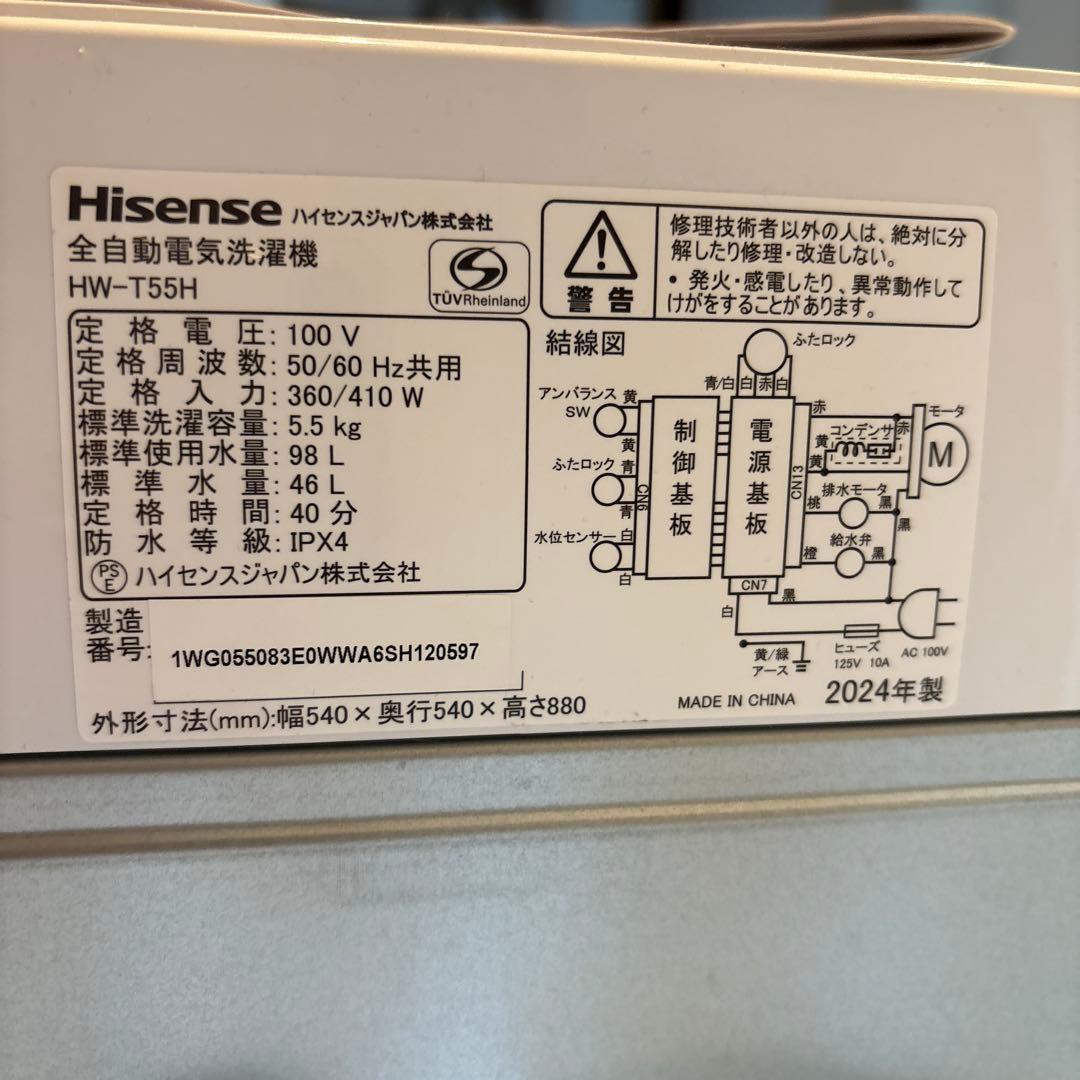 Hisense ハイセンスジャパン株式会社
全自動電気洗濯機
HW-T55H
TÜVRheinland
定格電圧: 100 V
定格周波数: 50/60 Hz共用
定格入力: 360/410 W
標準洗濯容量: 5.5 kg
標準使用水量: 98 L
標準水量: 46 L
定格時間: 40 分
防水等級: IPX4
PSE ハイセンスジャパン株式会社
製造
番号: 1WG055083E0WWA6SH120597
外形寸法(mm):幅540×奥行540×高さ880
警告
修理技術者以外の人は、絶対に分
解したり修理・改造しない。
・発火・感電したり、異常動作して
けがをすることがあります。
結線図
ふたロック
青/白 白 赤 白
アンバランス
SW
黄
黄
ふたロック
青
青
水位センサー
白
白
CN6
制御基板
電源基板
CN13
CN7
赤
モータ
コンデンサ
赤
黄
黄
M
排水モータ
桃
黒
黒
給水弁
橙
黒
黒
白
黄/緑
アース
ヒューズ
125V 10A
AC 100V
MADE IN CHINA
2024年製